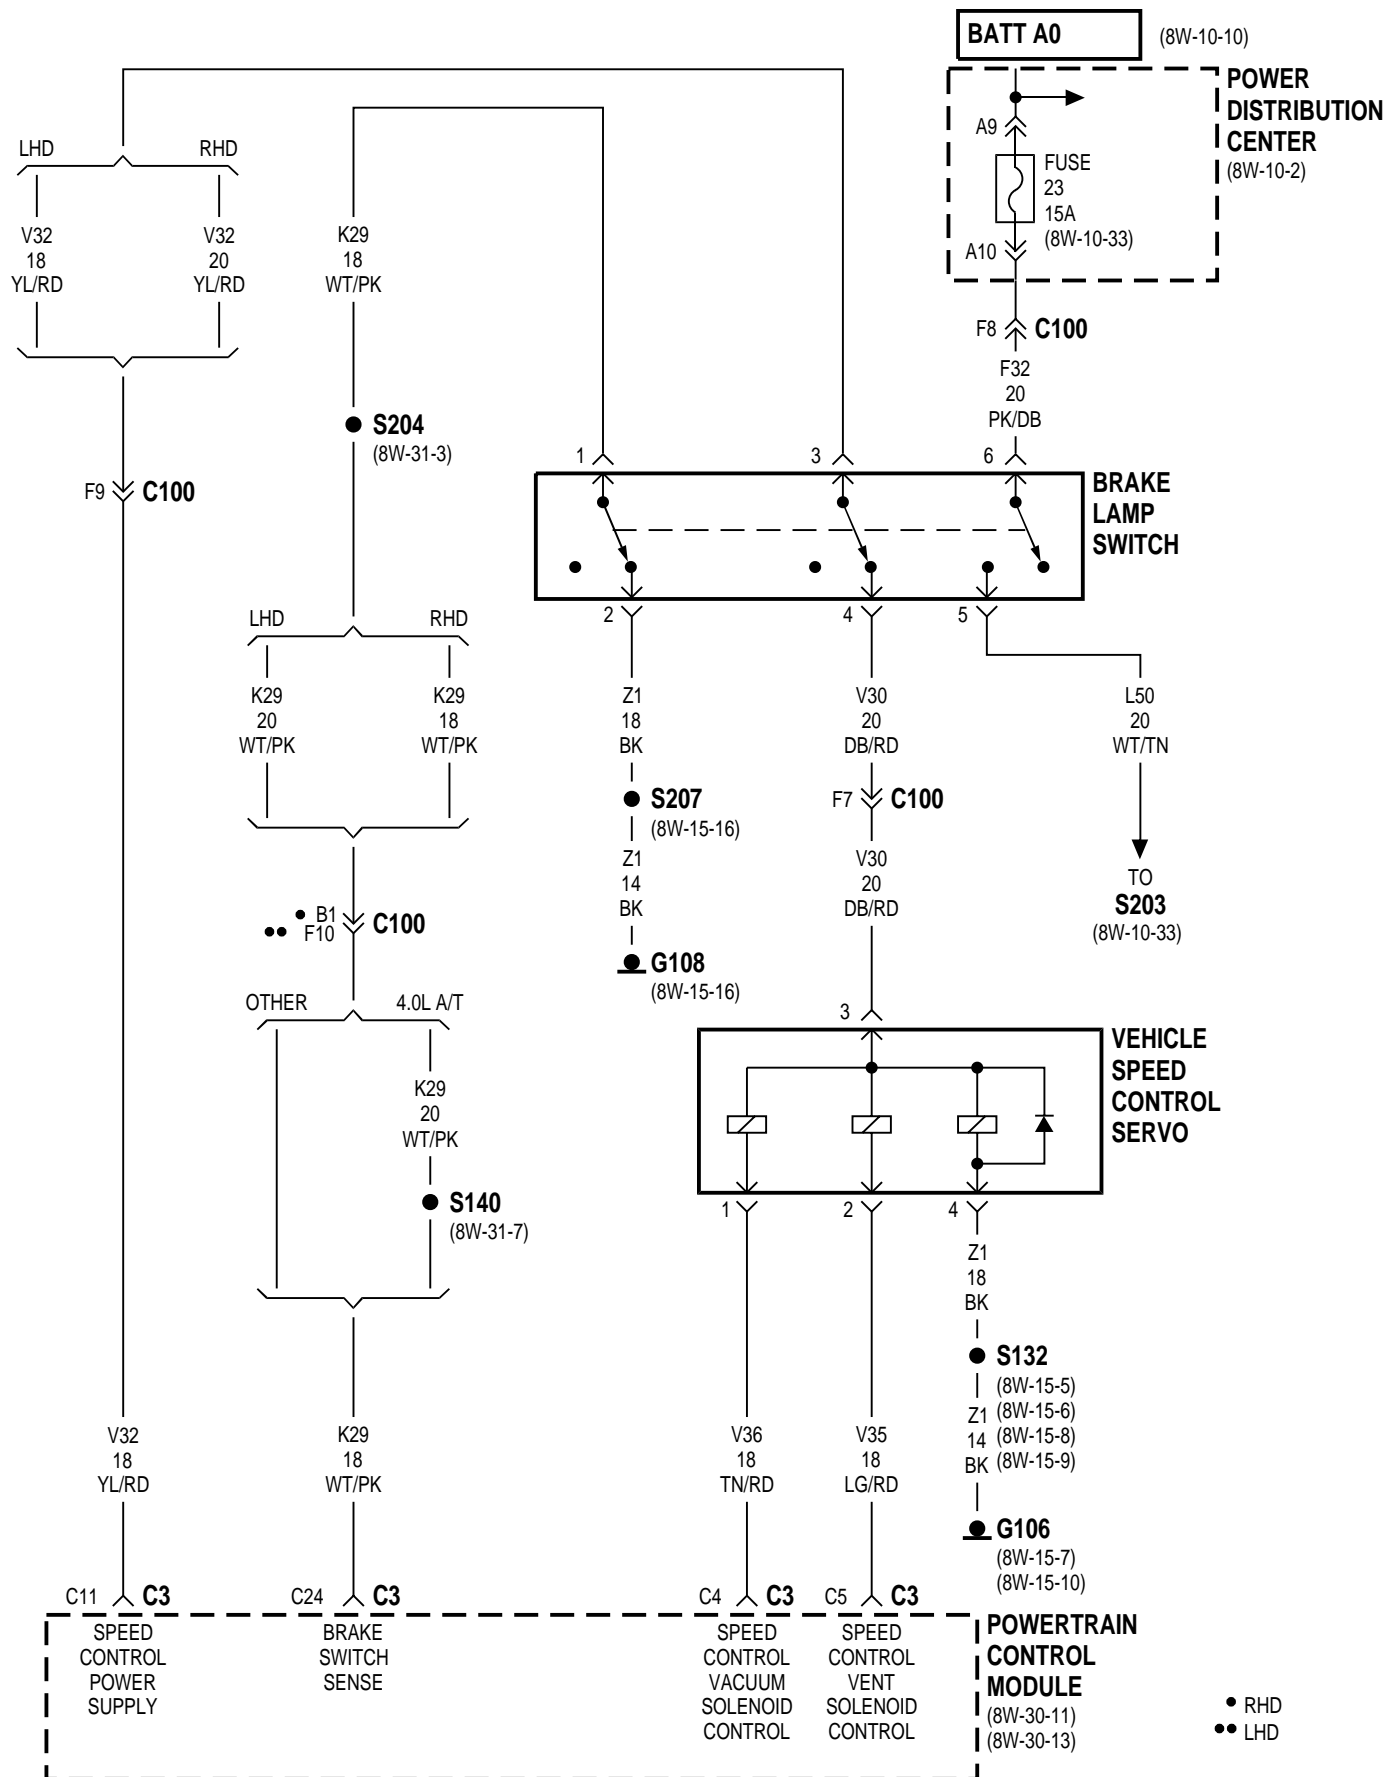 BATT A0
(8W-10-10)
POWER
DISTRIBUTION
CENTER
(8W-10-2)
A9
FUSE
23
15A
(8W-10-33)
A10
F8
C100
F32
20
PK/DB
LHD
RHD
V32
18
YL/RD
V32
20
YL/RD
K29
18
WT/PK
S204
(8W-31-3)
F9
C100
1
3
6
BRAKE
LAMP
SWITCH
2
4
5
LHD
RHD
K29
20
WT/PK
K29
18
WT/PK
Z1
18
BK
S207
(8W-15-16)
Z1
14
BK
G108
(8W-15-16)
V30
20
DB/RD
F7
C100
V30
20
DB/RD
L50
20
WT/TN
TO
S203
(8W-10-33)
• B1
•• F10
C100
OTHER
4.0L A/T
K29
20
WT/PK
S140
(8W-31-7)
3
VEHICLE
SPEED
CONTROL
SERVO
1
2
4
Z1
18
BK
S132
(8W-15-5)
(8W-15-6)
(8W-15-8)
(8W-15-9)
Z1
14
BK
G106
(8W-15-7)
(8W-15-10)
V32
18
YL/RD
K29
18
WT/PK
V36
18
TN/RD
V35
18
LG/RD
C11
C3
C24
C3
C4
C3
C5
C3
SPEED
CONTROL
POWER
SUPPLY
BRAKE
SWITCH
SENSE
SPEED
CONTROL
VACUUM
SOLENOID
CONTROL
SPEED
CONTROL
VENT
SOLENOID
CONTROL
POWERTRAIN
CONTROL
MODULE
(8W-30-11)
(8W-30-13)
• RHD
•• LHD